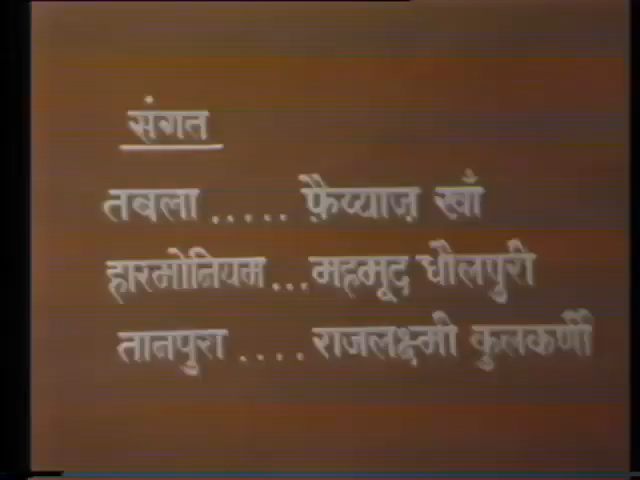 संगत
तबला ..... फ़ैय्याज़ खाँ
हारमोनियम ... महमूद धौलपुरी
तानपुरा .... राजलक्ष्मी कुलकर्णी